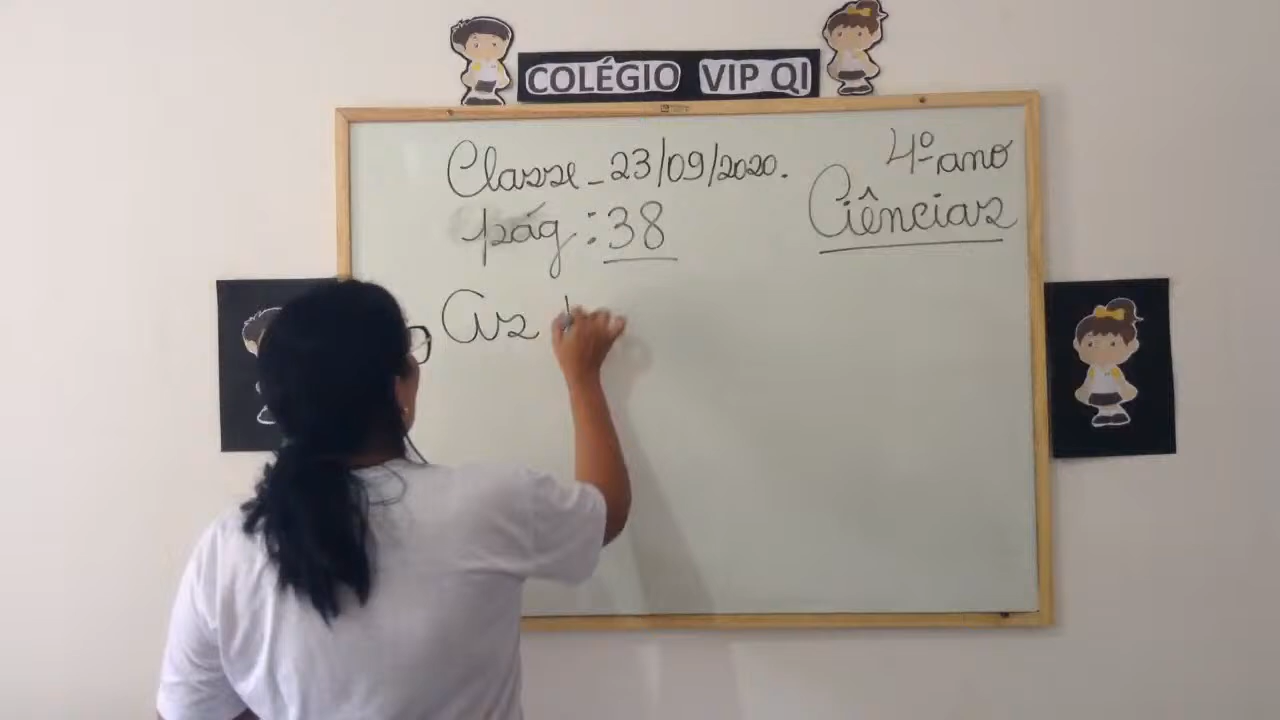 COLÉGIO VIP QI
4º ano
Classe - 23/09/2020.
Ciências
pág: 38
As